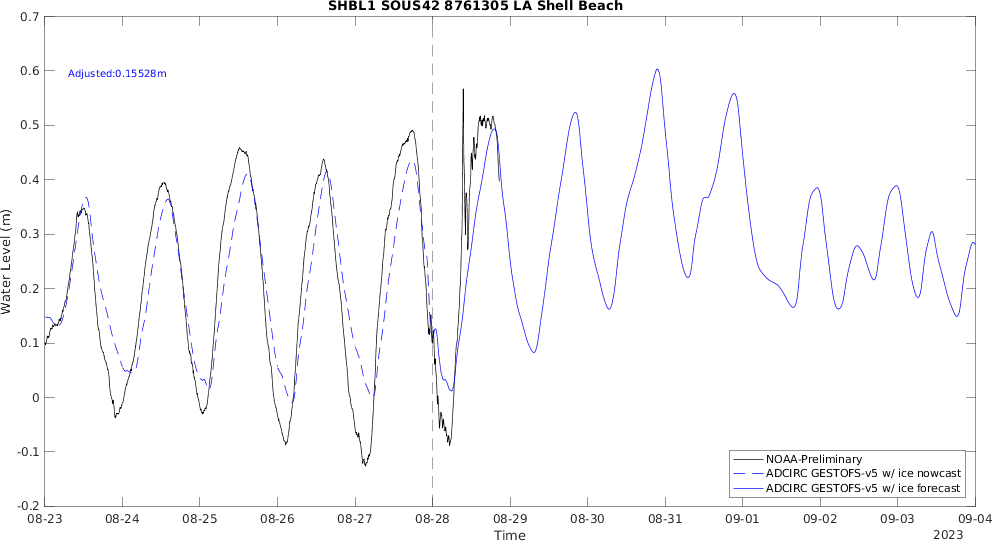 SHBL1 SOUS42 8761305 LA Shell Beach
Adjusted:0.15528m
Water Level (m)
0.7
0.6
0.5
0.4
0.3
0.2
0.1
0
-0.1
-0.2
NOAA-Preliminary
ADCIRC GESTOFS-v5 w/ ice nowcast
ADCIRC GESTOFS-v5 w/ ice forecast
08-23 08-24 08-25 08-26 08-27 08-28 08-29 08-30 08-31 09-01 09-02 09-03 09-04
Time
2023